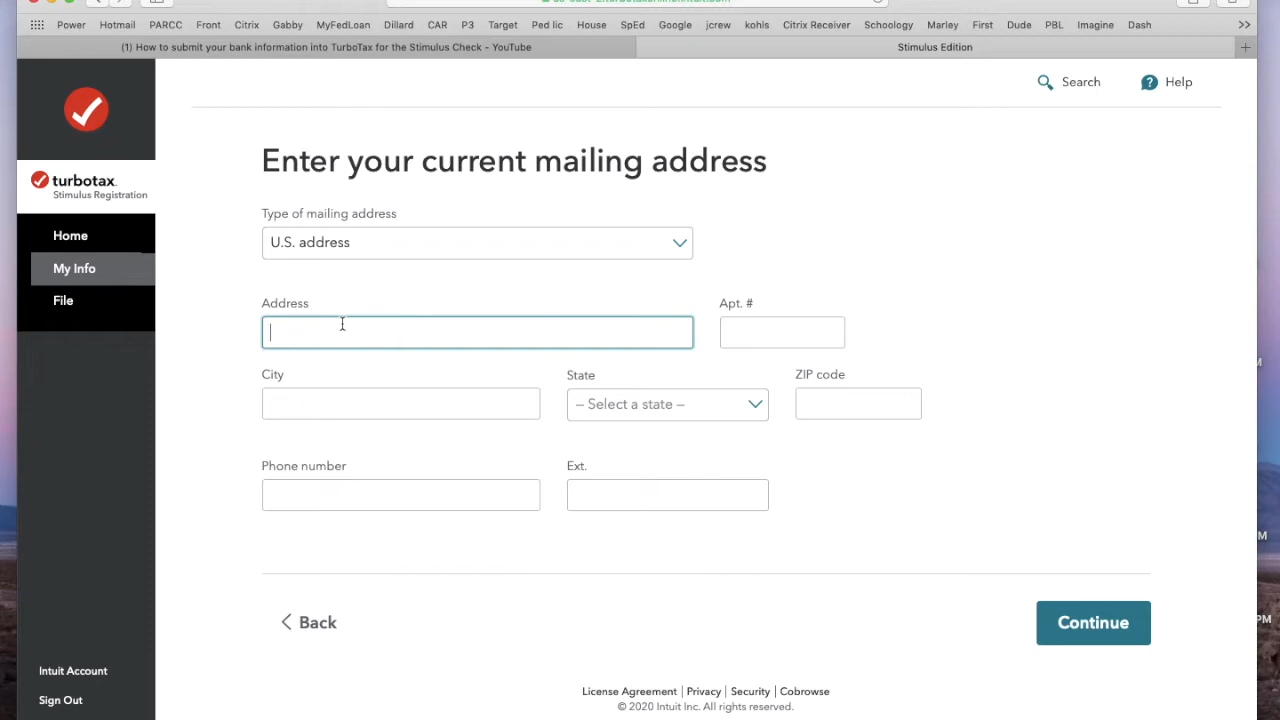 Power Hotmail PARCC Front Citrix Gabby MyFedLoan Dillard CAR P3 Target Ped lic House SpEd Google jcrew kohls Citrix Receiver Schoology Marley First Dude PBL Imagine Dash
(1) How to submit your bank information into TurboTax for the Stimulus Check – YouTube
Stimulus Edition
Search
Help
turbotax
Stimulus Registration
Home
My Info
File
Enter your current mailing address
Type of mailing address
U.S. address
Address
Apt. #
City
State
ZIP code
– Select a state –
Phone number
Ext.
Back
Continue
Intuit Account
Sign Out
License Agreement | Privacy | Security | Cobrowse
© 2020 Intuit Inc. All rights reserved.
M
M
PM